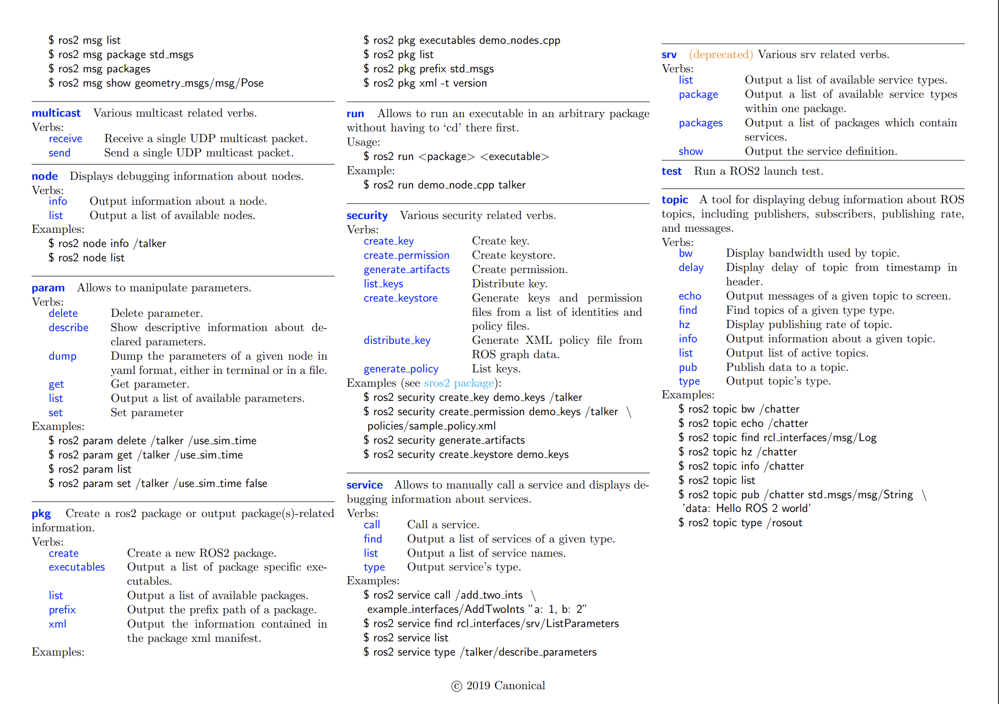 $ ros2 msg list
$ ros2 msg package std_msgs
$ ros2 msg packages
$ ros2 msg show geometry_msgs/msg/Pose
multicast Various multicast related verbs.
Verbs:
receive Receive a single UDP multicast packet.
send Send a single UDP multicast packet.
node Displays debugging information about nodes.
Verbs:
info Output information about a node.
list Output a list of available nodes.
Examples:
$ ros2 node info /talker
$ ros2 node list
param Allows to manipulate parameters.
Verbs:
delete Delete parameter.
describe Show descriptive information about de-
clared parameters.
dump Dump the parameters of a given node in
yaml format, either in terminal or in a file.
get Get parameter.
list Output a list of available parameters.
set Set parameter
Examples:
$ ros2 param delete /talker /use_sim_time
$ ros2 param get /talker /use_sim_time
$ ros2 param list
$ ros2 param set /talker /use_sim_time false
pkg Create a ros2 package or output package(s)-related
information.
Verbs:
create Create a new ROS2 package.
executables Output a list of package specific exe-
cutables.
list Output a list of available packages.
prefix Output the prefix path of a package.
xml Output the information contained in
the package xml manifest.
Examples:
$ ros2 pkg executables demo_nodes_cpp
$ ros2 pkg list
$ ros2 pkg prefix std_msgs
$ ros2 pkg xml -t version
run Allows to run an executable in an arbitrary package
without having to ‘cd’ there first.
Usage:
$ ros2 run <package> <executable>
Example:
$ ros2 run demo_node_cpp talker
security Various security related verbs.
Verbs:
create_key Create key.
create_permission Create keystore.
generate_artifacts Create permission.
list_keys Distribute key.
create_keystore Generate keys and permission
files from a list of identities and
policy files.
distribute_key Generate XML policy file from
ROS graph data.
generate_policy List keys.
Examples (see sros2 package):
$ ros2 security create_key demo_keys /talker
$ ros2 security create_permission demo_keys /talker \
policies/sample_policy.xml
$ ros2 security generate_artifacts
$ ros2 security create_keystore demo_keys
service Allows to manually call a service and displays de-
bugging information about services.
Verbs:
call Call a service.
find Output a list of services of a given type.
list Output a list of service names.
type Output service’s type.
Examples:
$ ros2 service call /add_two_ints \
example_interfaces/AddTwoInts ”a: 1, b: 2”
$ ros2 service find rcl_interfaces/srv/ListParameters
$ ros2 service list
$ ros2 service type /talker/describe_parameters
srv (deprecated) Various srv related verbs.
Verbs:
list Output a list of available service types.
package Output a list of available service types
within one package.
packages Output a list of packages which contain
services.
show Output the service definition.
test Run a ROS2 launch test.
topic A tool for displaying debug information about ROS
topics, including publishers, subscribers, publishing rate,
and messages.
Verbs:
bw Display bandwidth used by topic.
delay Display delay of topic from timestamp in
header.
echo Output messages of a given topic to screen.
find Find topics of a given type type.
hz Display publishing rate of topic.
info Output information about a given topic.
list Output list of active topics.
pub Publish data to a topic.
type Output topic’s type.
Examples:
$ ros2 topic bw /chatter
$ ros2 topic echo /chatter
$ ros2 topic find rcl_interfaces/msg/Log
$ ros2 topic hz /chatter
$ ros2 topic info /chatter
$ ros2 topic list
$ ros2 topic pub /chatter std_msgs/msg/String \
’data: Hello ROS 2 world’
$ ros2 topic type /rosout
© 2019 Canonical